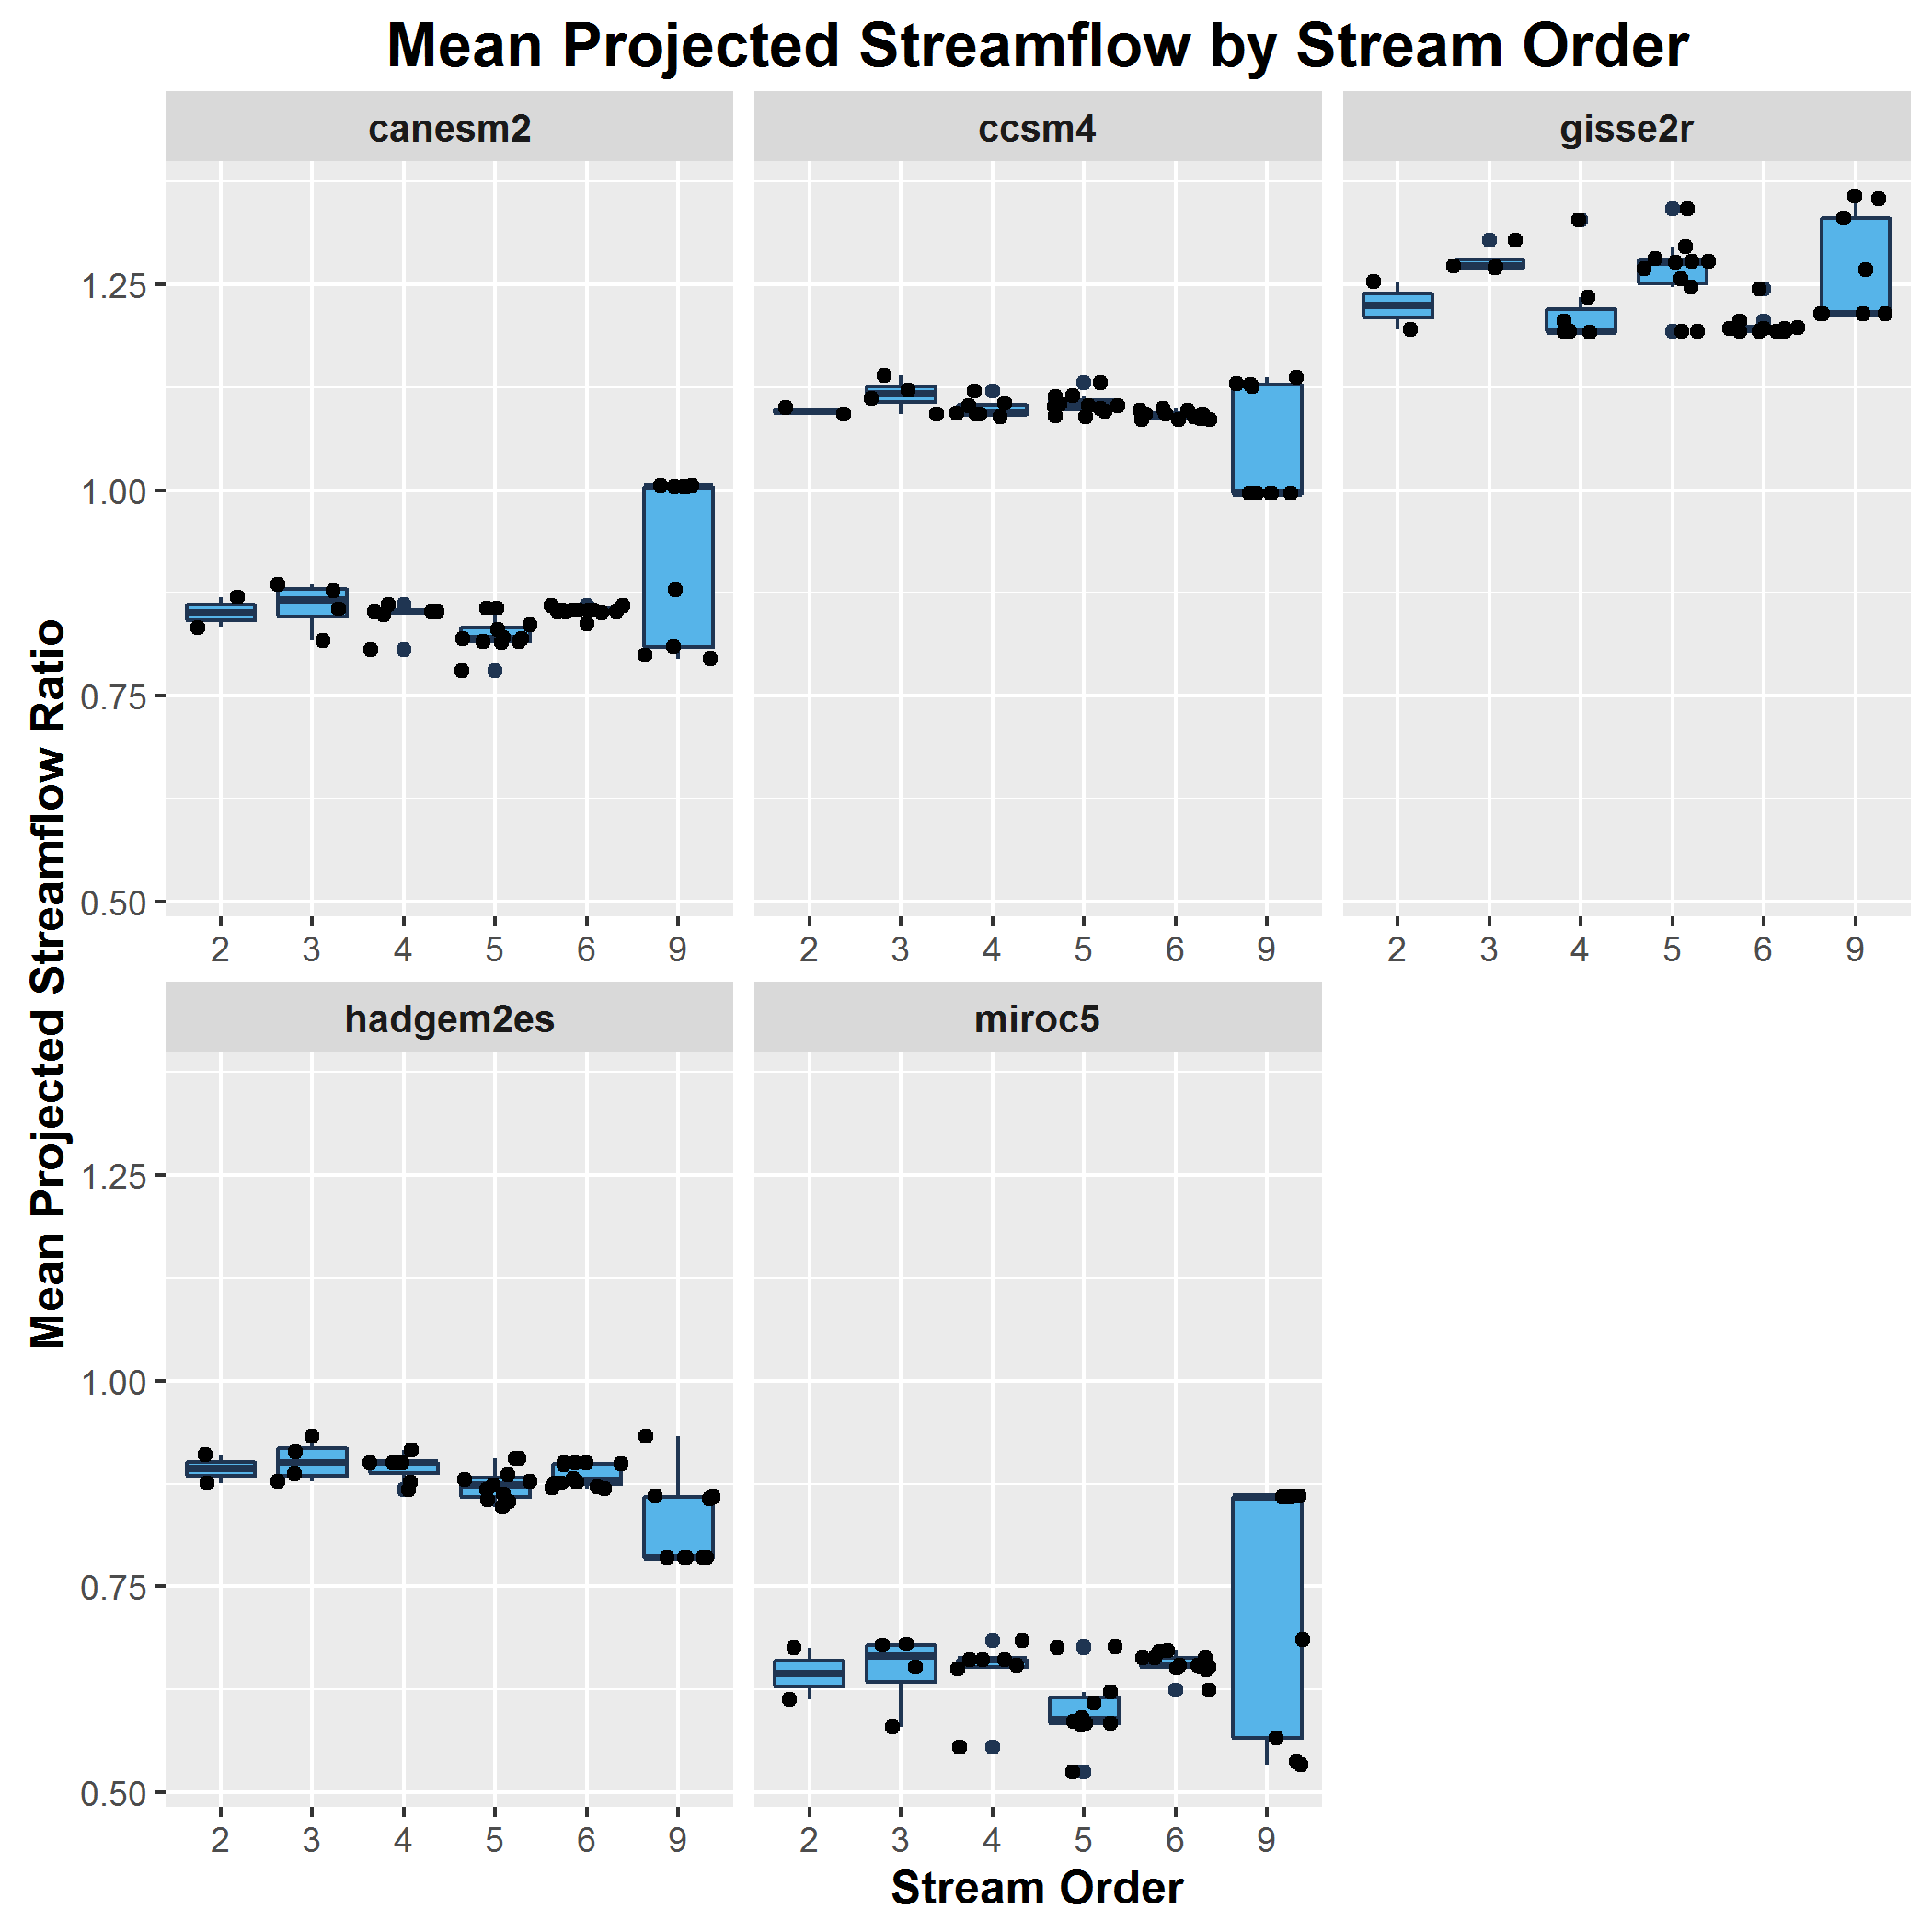 Mean Projected Streamflow by Stream Order
canesm2
ccsm4
gisse2r
Mean Projected Streamflow Ratio
1.25
1.00
0.75
0.50
2 3 4 5 6 9
2 3 4 5 6 9
2 3 4 5 6 9
hadgem2es
miroc5
1.25
1.00
0.75
0.50
2 3 4 5 6 9
2 3 4 5 6 9
Stream Order